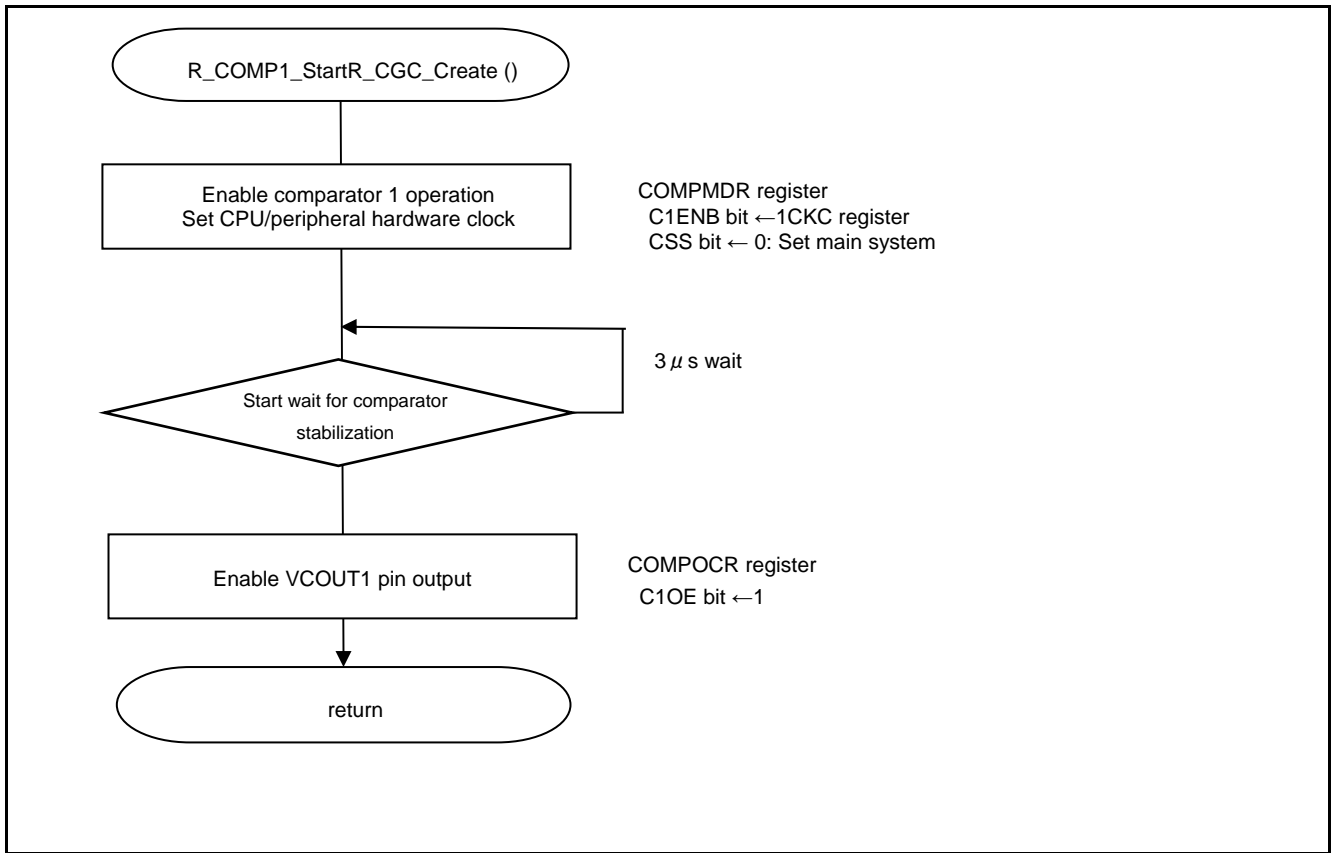 R_COMP1_StartR_CGC_Create ()
Enable comparator 1 operation
Set CPU/peripheral hardware clock
COMPMDR register
C1ENB bit ←1CKC register
CSS bit ← 0: Set main system
3 μ s wait
Start wait for comparator
stabilization
Enable VCOUT1 pin output
COMPOCR register
C1OE bit ←1
return